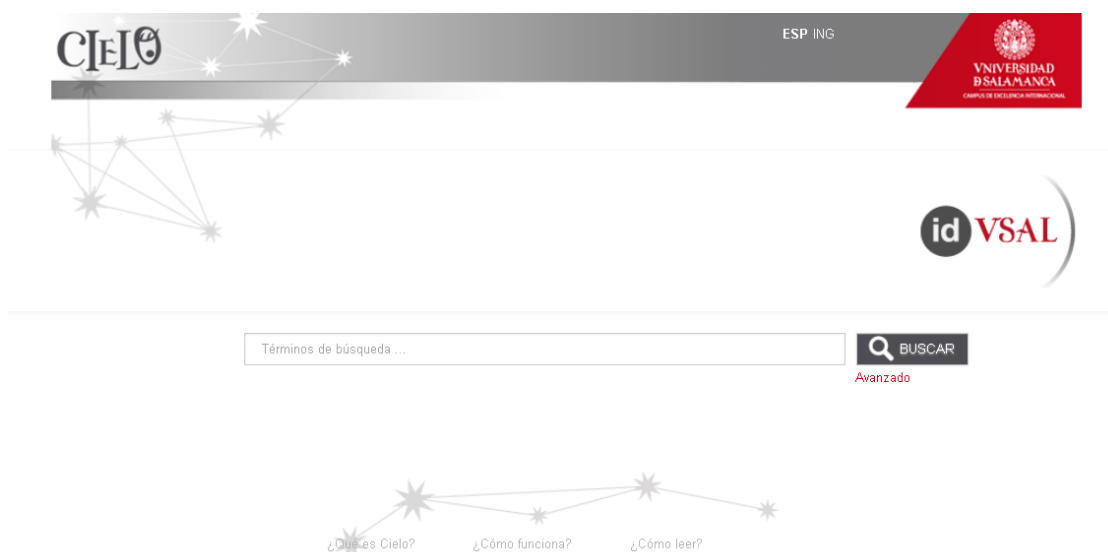 CIELO
ESP ING
VNIVERSIDAD
D SALAMANCA
CAMPUS DE EXCELENCIA INTERNACIONAL
id VSAL
Términos de búsqueda ...
BUSCAR
Avanzado
¿Qué es Cielo? ¿Cómo funciona? ¿Cómo leer?